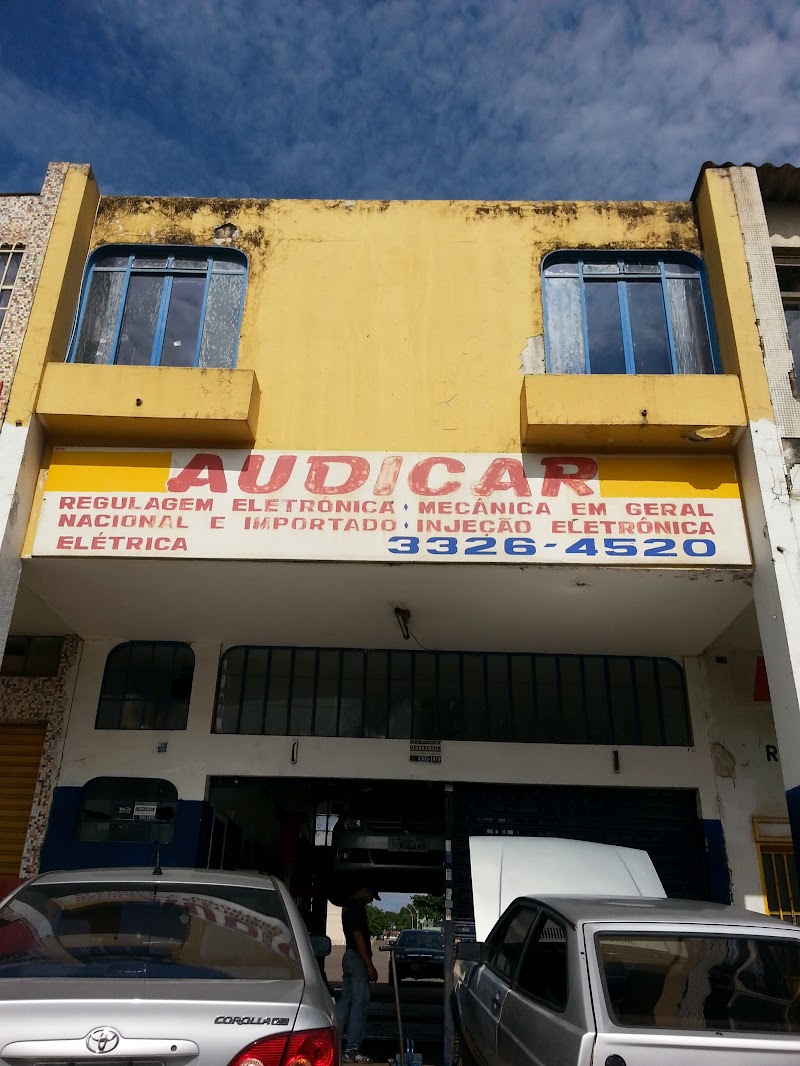 AUDICAR
REGULAGEM ELETRÔNICA · MECÂNICA EM GERAL
NACIONAL E IMPORTADO · INJEÇÃO ELETRÔNICA
ELÉTRICA 3326-4520
R
COROLLA